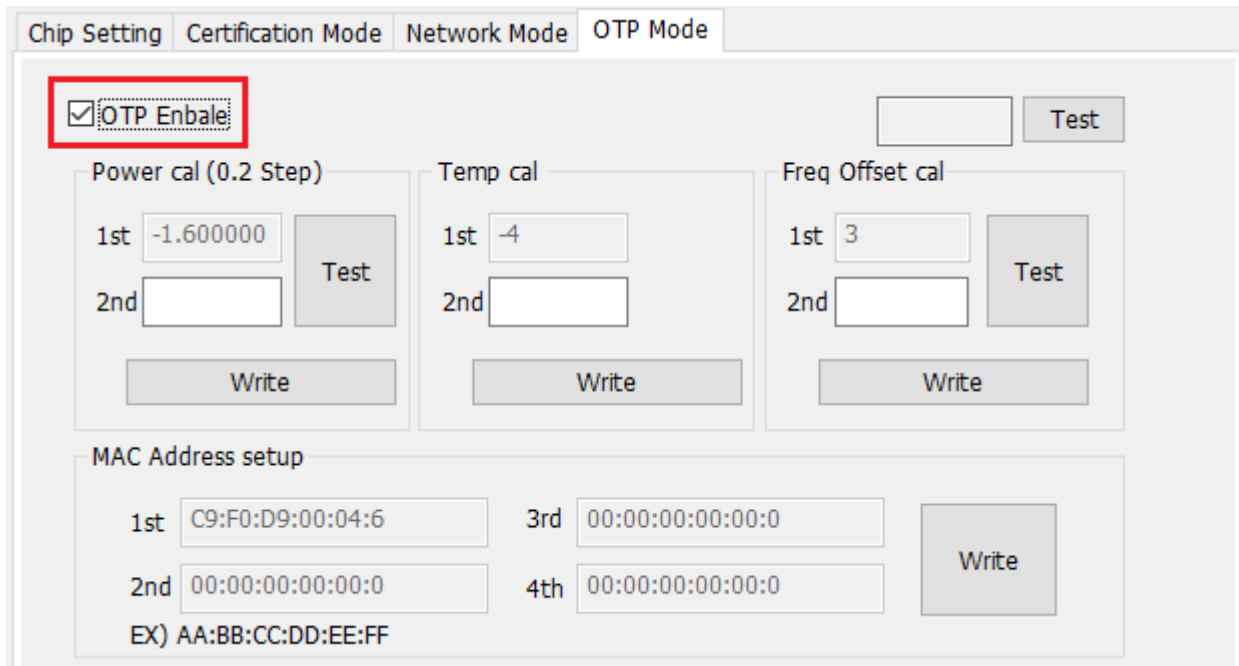 Chip Setting Certification Mode Network Mode OTP Mode
OTP Enbale Test
Power cal (0.2 Step) Temp cal Freq Offset cal
1st -1.600000 Test 1st -4 1st 3 Test
2nd 2nd 2nd
Write Write Write
MAC Address setup
1st C9:F0:D9:00:04:6 3rd 00:00:00:00:00:0 Write
2nd 00:00:00:00:00:0 4th 00:00:00:00:00:0
EX) AA:BB:CC:DD:EE:FF